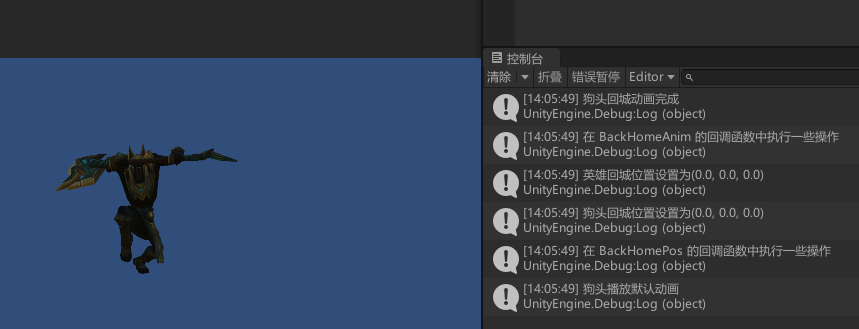 控制台
清除 折叠 错误暂停 Editor
[14:05:49] 狗头回城动画完成
UnityEngine.Debug:Log (object)
[14:05:49] 在 BackHomeAnim 的回调函数中执行一些操作
UnityEngine.Debug:Log (object)
[14:05:49] 英雄回城位置设置为(0.0, 0.0, 0.0)
UnityEngine.Debug:Log (object)
[14:05:49] 狗头回城位置设置为(0.0, 0.0, 0.0)
UnityEngine.Debug:Log (object)
[14:05:49] 在 BackHomePos 的回调函数中执行一些操作
UnityEngine.Debug:Log (object)
[14:05:49] 狗头播放默认动画
UnityEngine.Debug:Log (object)